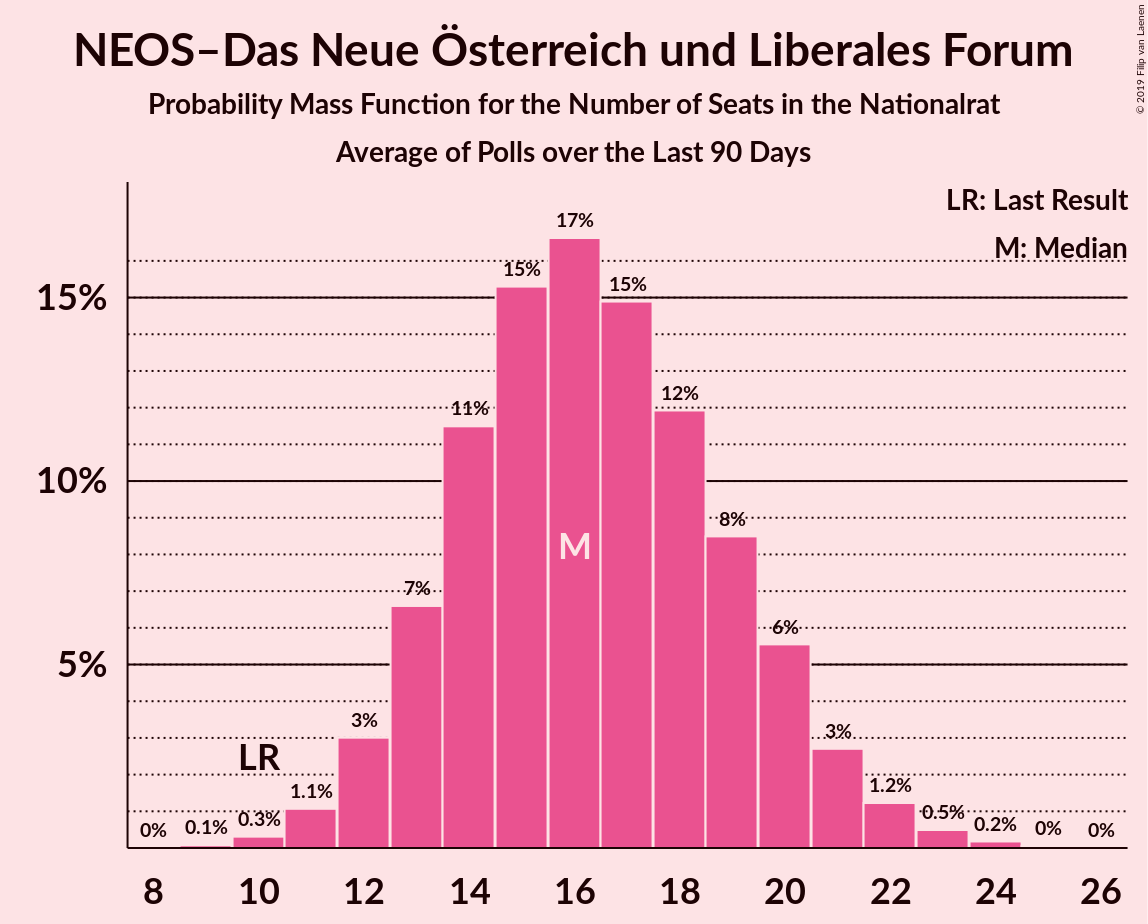 NEOS–Das Neue Österreich und Liberales Forum
Probability Mass Function for the Number of Seats in the Nationalrat
Average of Polls over the Last 90 Days
© 2019 Filip van Laenen
LR: Last Result
M: Median
15%
10%
5%
0%
0.1%
0.3%
1.1%
3%
7%
11%
15%
17%
15%
12%
8%
6%
3%
1.2%
0.5%
0.2%
0%
0%
LR
M
8 10 12 14 16 18 20 22 24 26